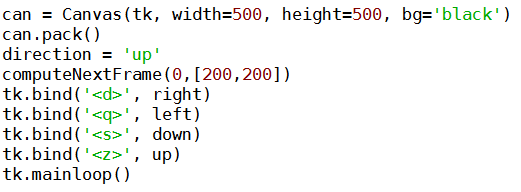 can = Canvas(tk, width=500, height=500, bg='black')
can.pack()
direction = 'up'
computeNextFrame(0,[200,200])
tk.bind('<d>', right)
tk.bind('<q>', left)
tk.bind('<s>', down)
tk.bind('<z>', up)
tk.mainloop()